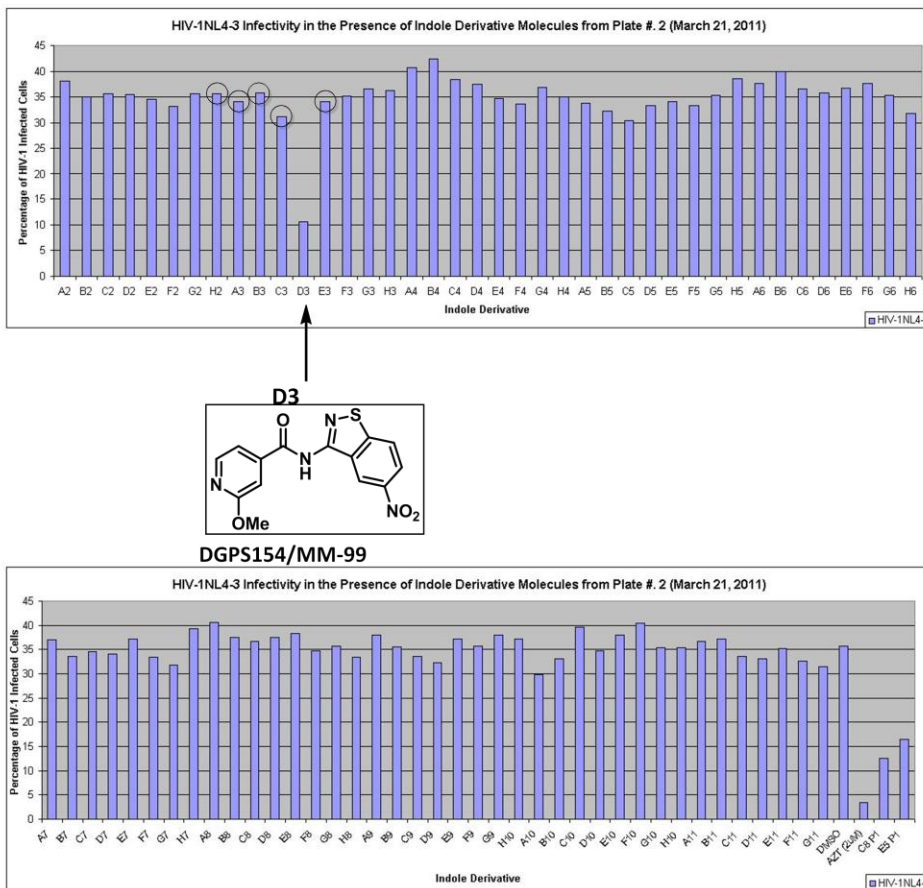 HIV-1NL4-3 Infectivity in the Presence of Indole Derivative Molecules from Plate #. 2 (March 21, 2011)
Percentage of HIV-1 Infected Cells
45
40
35
30
25
20
15
10
5
0
A2 B2 C2 D2 E2 F2 G2 H2 A3 B3 C3 D3 E3 F3 G3 H3 A4 B4 C4 D4 E4 F4 G4 H4 A5 B5 C5 D5 E5 F5 G5 H5 A6 B6 C6 D6 E6 F6 G6 H6
Indole Derivative
HIV-1NL4-
D3
O
N
S
N
H
N
OMe
NO2
DGPS154/MM-99
HIV-1NL4-3 Infectivity in the Presence of Indole Derivative Molecules from Plate #. 2 (March 21, 2011)
Percentage of HIV-1 Infected Cells
45
40
35
30
25
20
15
10
5
0
A7 B7 C7 D7 E7 F7 G7 H7 A8 B8 C8 D8 E8 F8 G8 H8 A9 B9 C9 D9 E9 F9 G9 H10 A10 B10 C10 D10 E10 F10 G10 H10 A11 B11 C11 D11 E11 F11 G11 DMSO AZT (2uM) C8 P1 E5 P1
Indole Derivative
HIV-1NL4-